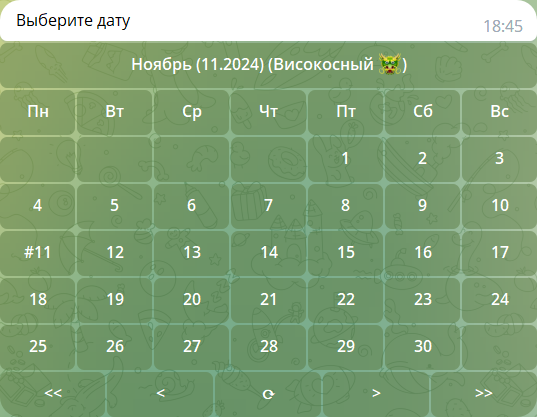 Выберите дату
18:45
Ноябрь (11.2024) (Високосный 🐲)
Пн Вт Ср Чт Пт Сб Вс
1 2 3
4 5 6 7 8 9 10
#11 12 13 14 15 16 17
18 19 20 21 22 23 24
25 26 27 28 29 30
<< < ⟳ > >>